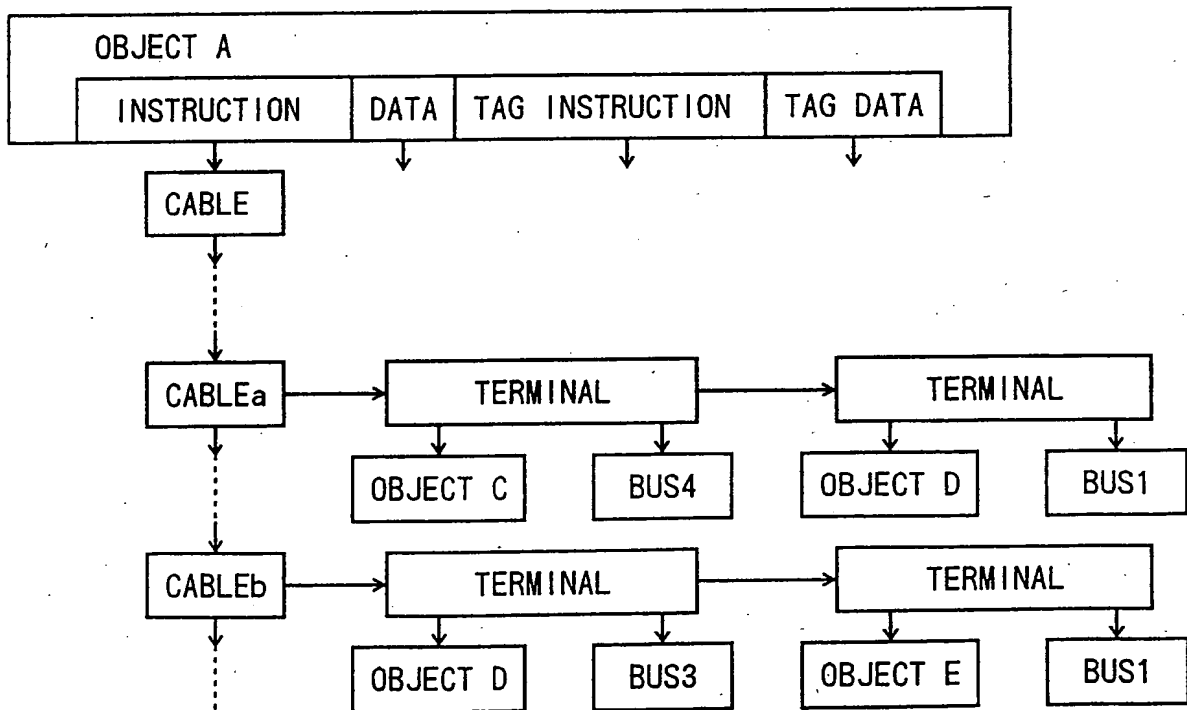 OBJECT A
INSTRUCTION DATA TAG INSTRUCTION TAG DATA
CABLE
CABLEa TERMINAL TERMINAL
OBJECT C BUS4 OBJECT D BUS1
CABLEb TERMINAL TERMINAL
OBJECT D BUS3 OBJECT E BUS1